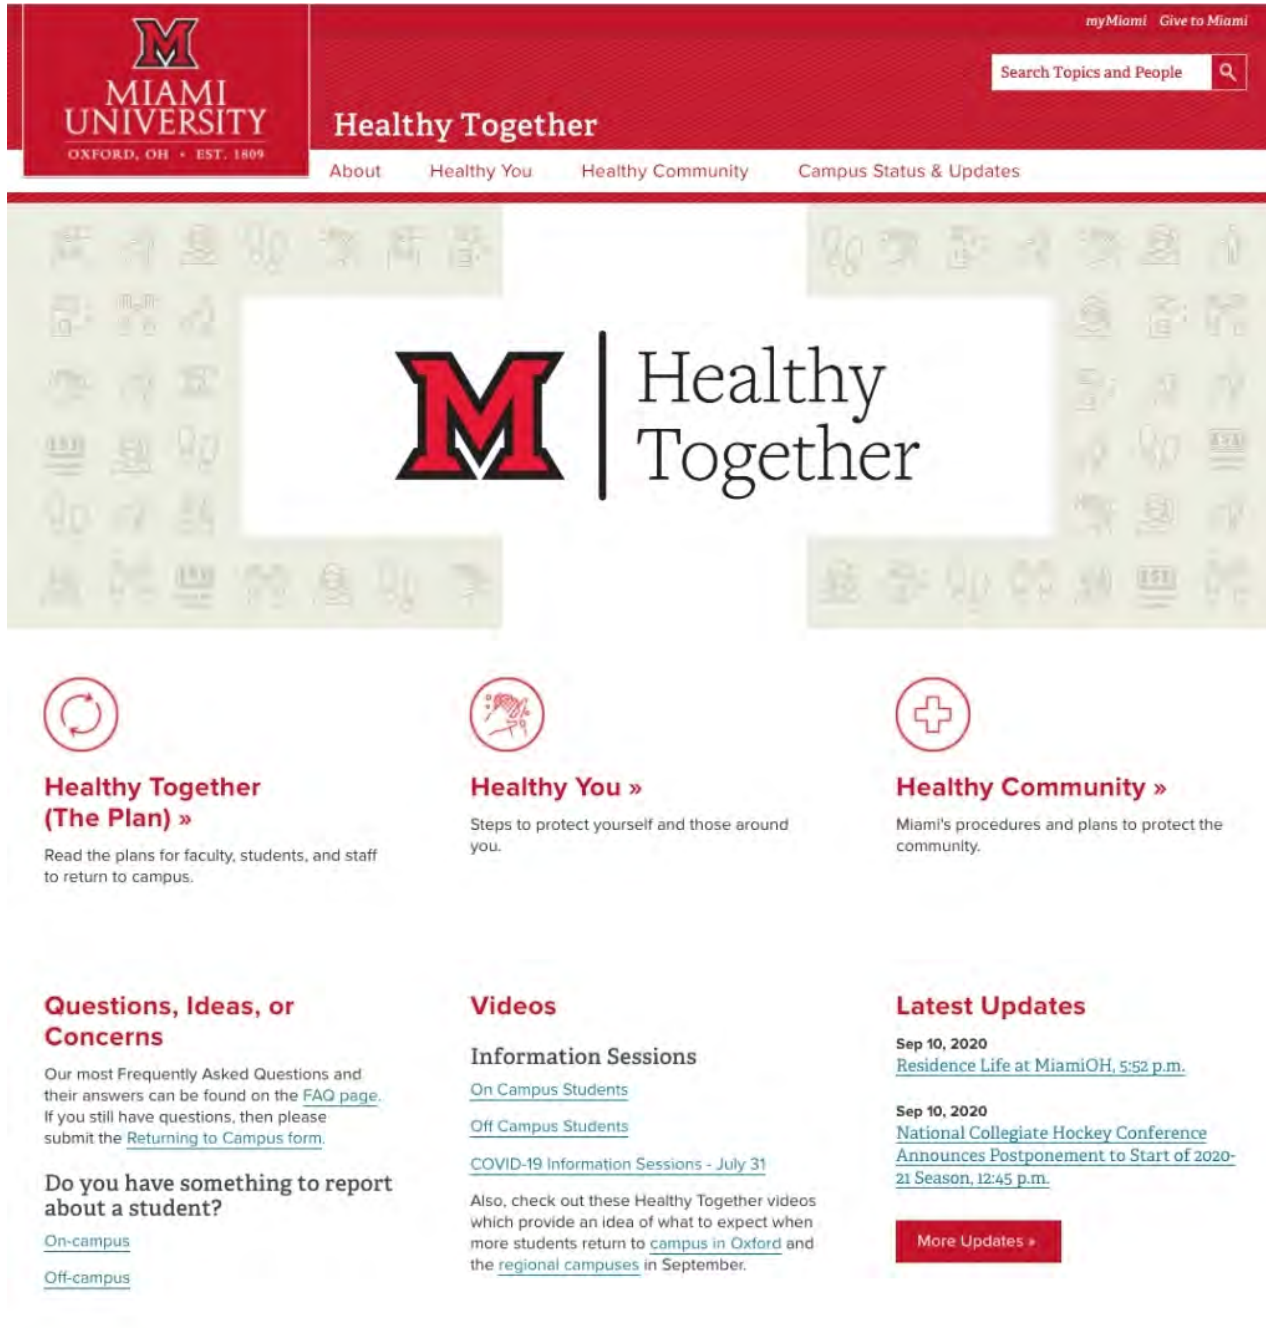 myMiami Give to Miami
Search Topics and People
M
MIAMI
UNIVERSITY
OXFORD, OH • EST. 1809
Healthy Together
About Healthy You Healthy Community Campus Status & Updates
M
Healthy
Together
Healthy Together
(The Plan) »
Read the plans for faculty, students, and staff
to return to campus.
Healthy You »
Steps to protect yourself and those around
you.
Healthy Community »
Miami's procedures and plans to protect the
community.
Questions, Ideas, or
Concerns
Our most Frequently Asked Questions and
their answers can be found on the FAQ page.
If you still have questions, then please
submit the Returning to Campus form.
Do you have something to report
about a student?
On-campus
Off-campus
Videos
Information Sessions
On Campus Students
Off Campus Students
COVID-19 Information Sessions - July 31
Also, check out these Healthy Together videos
which provide an idea of what to expect when
more students return to campus in Oxford and
the regional campuses in September.
Latest Updates
Sep 10, 2020
Residence Life at MiamiOH, 5:52 p.m.
Sep 10, 2020
National Collegiate Hockey Conference
Announces Postponement to Start of 2020-
21 Season, 12:45 p.m.
More Updates »